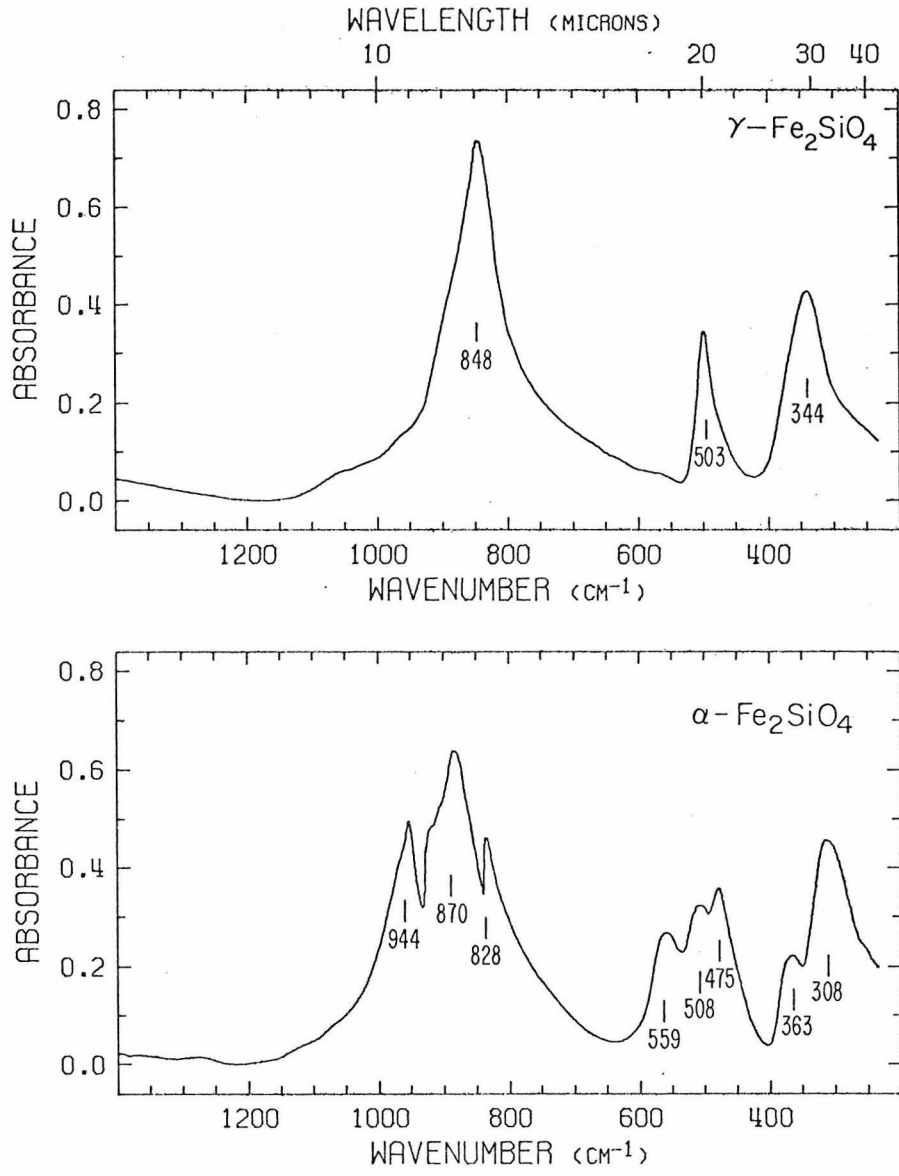 WAVELENGTH (MICRONS)
10 20 30 40
γ-Fe₂SiO₄
0.8
0.6
0.4
0.2
0.0
ABSORBANCE
848
503
344
1200 1000 800 600 400
WAVENUMBER (CM⁻¹)
α-Fe₂SiO₄
0.8
0.6
0.4
0.2
0.0
ABSORBANCE
944
870
828
559
508
475
363
308
1200 1000 800 600 400
WAVENUMBER (CM⁻¹)